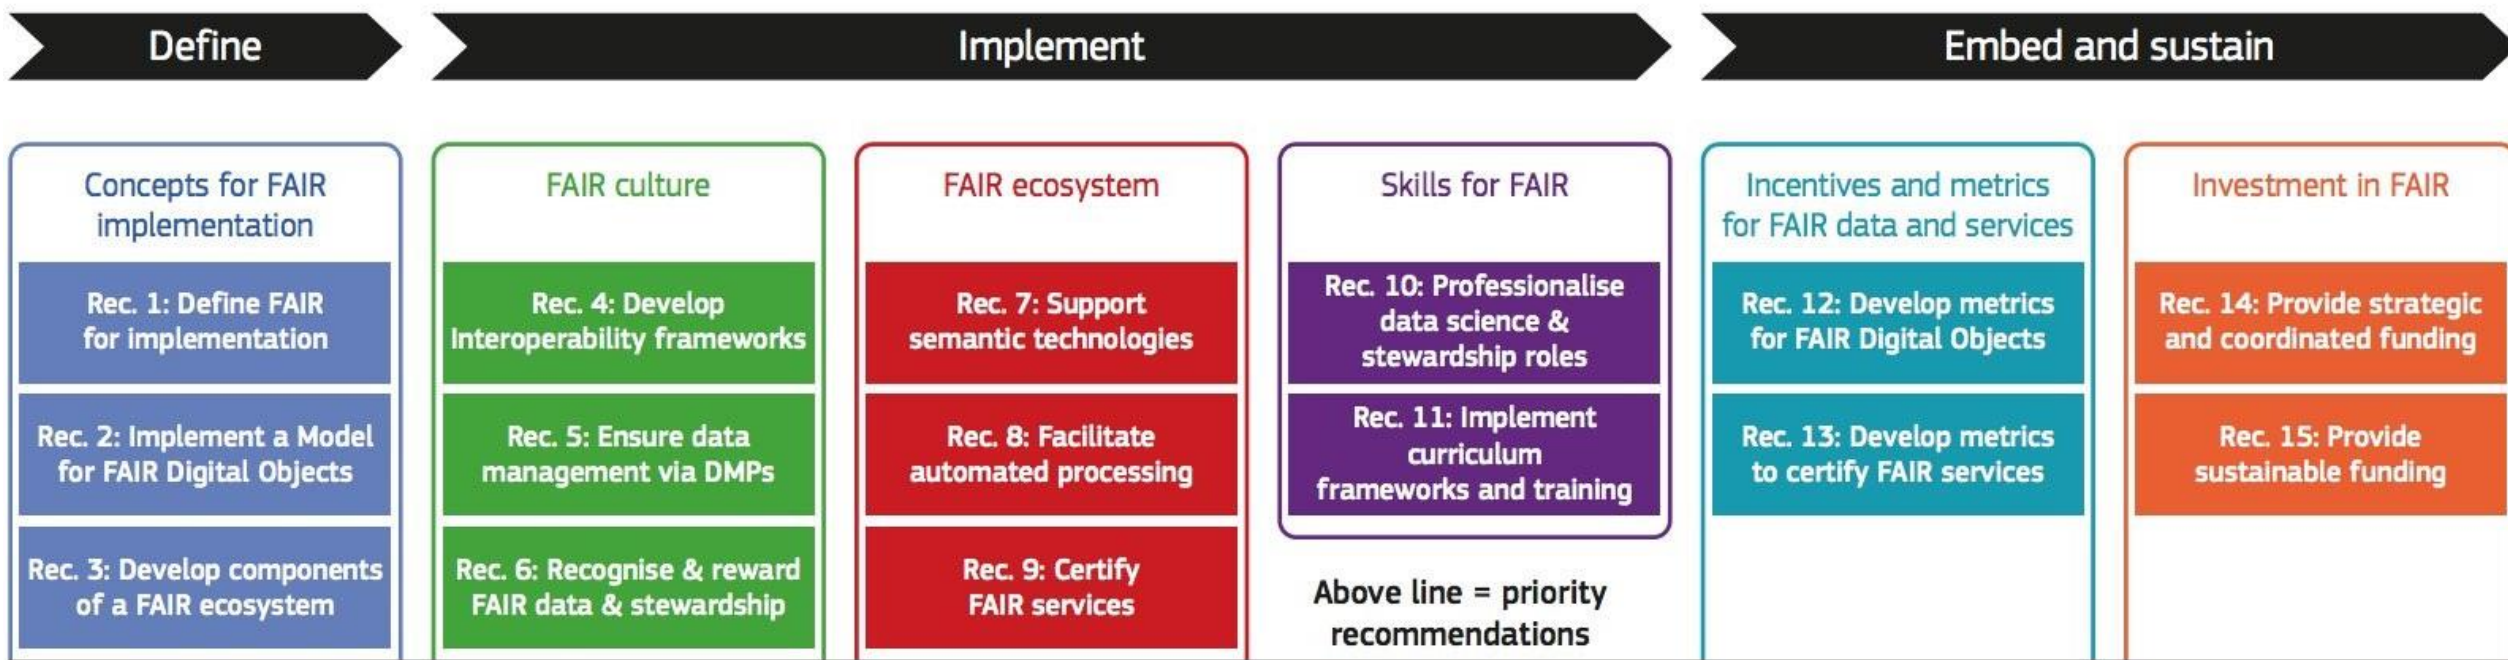 Define
Implement
Embed and sustain
Concepts for FAIR
implementation
Rec. 1: Define FAIR
for implementation
Rec. 2: Implement a Model
for FAIR Digital Objects
Rec. 3: Develop components
of a FAIR ecosystem
FAIR culture
Rec. 4: Develop
Interoperability frameworks
Rec. 5: Ensure data
management via DMPs
Rec. 6: Recognise & reward
FAIR data & stewardship
FAIR ecosystem
Rec. 7: Support
semantic technologies
Rec. 8: Facilitate
automated processing
Rec. 9: Certify
FAIR services
Skills for FAIR
Rec. 10: Professionalise
data science &
stewardship roles
Rec. 11: Implement
curriculum
frameworks and training
Above line = priority
recommendations
Incentives and metrics
for FAIR data and services
Rec. 12: Develop metrics
for FAIR Digital Objects
Rec. 13: Develop metrics
to certify FAIR services
Investment in FAIR
Rec. 14: Provide strategic
and coordinated funding
Rec. 15: Provide
sustainable funding